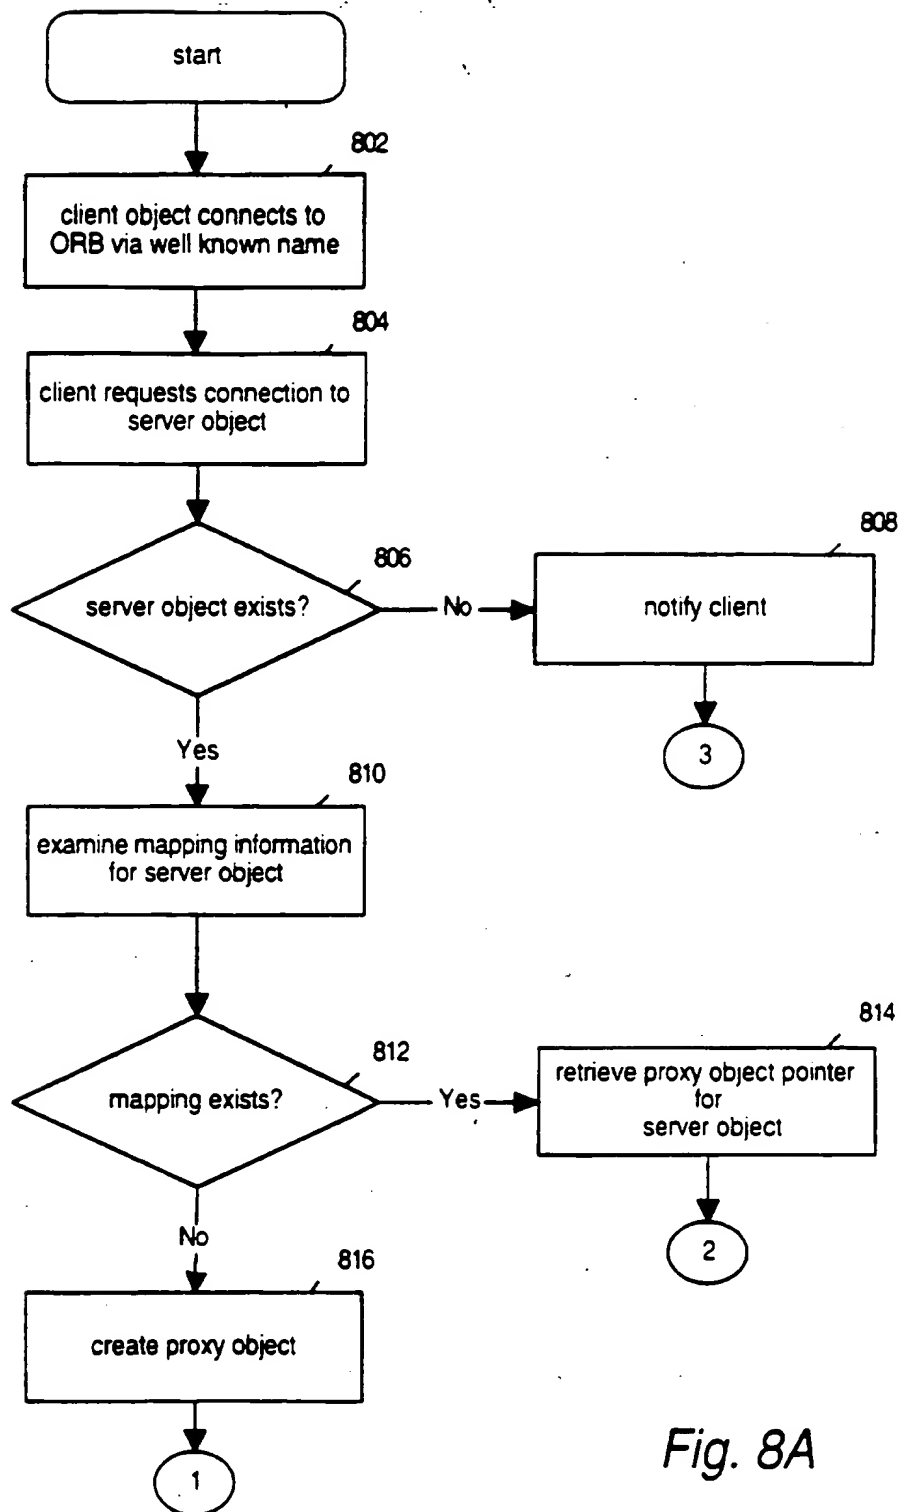 start
802
client object connects to
ORB via well known name
804
client requests connection to
server object
806
server object exists?
No
808
notify client
3
Yes
810
examine mapping information
for server object
812
mapping exists?
Yes
814
retrieve proxy object pointer
for
server object
2
No
816
create proxy object
1
Fig. 8A